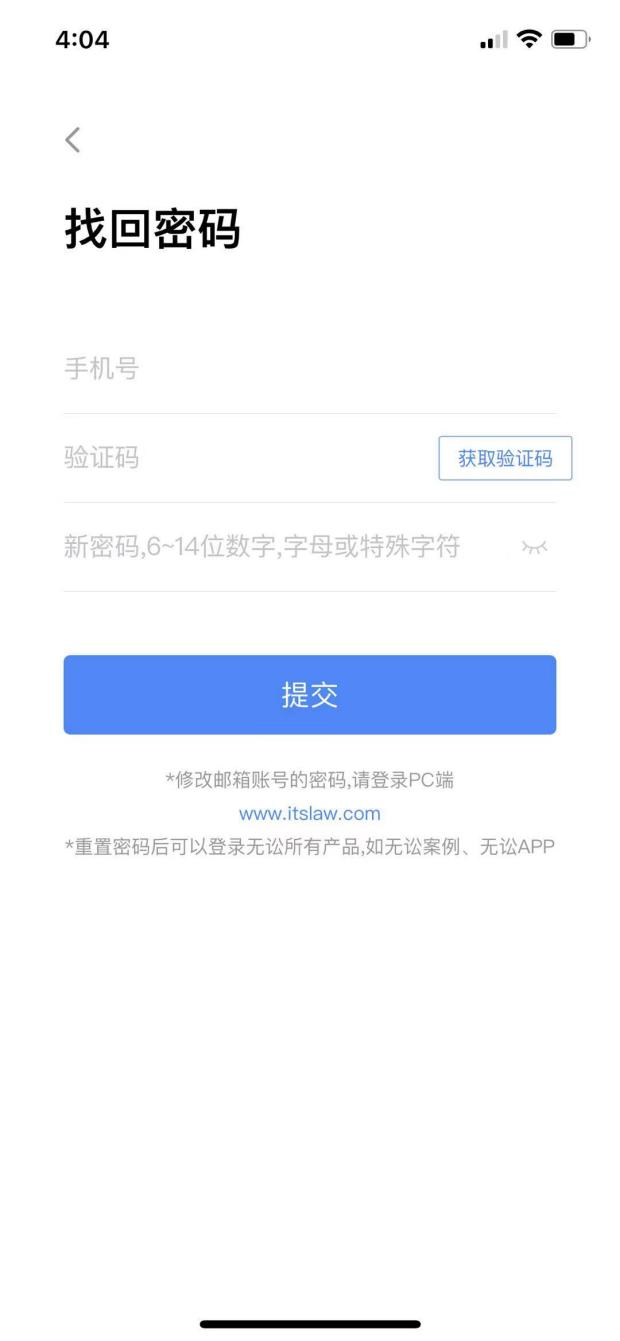 4:04
找回密码
手机号
验证码
获取验证码
新密码,6~14位数字,字母或特殊字符
提交
*修改邮箱账号的密码,请登录PC端
www.itslaw.com
*重置密码后可以登录无讼所有产品,如无讼案例、无讼APP